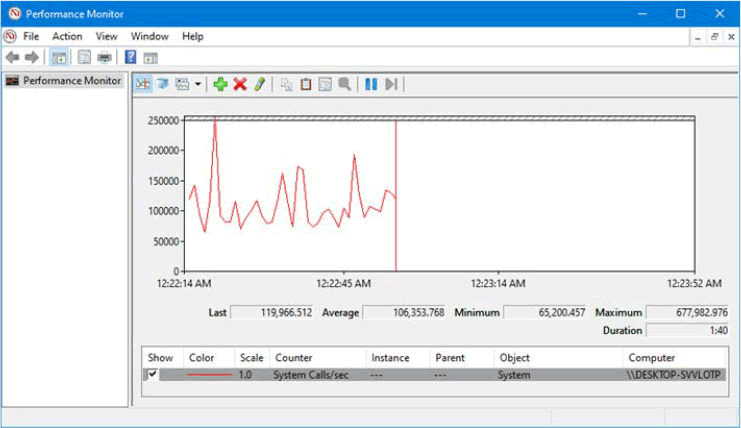 Performance Monitor
File Action View Window Help
Performance Monitor
250000
200000
150000
100000
50000
0
12:22:14 AM 12:22:45 AM 12:23:14 AM 12:23:52 AM
Last 119,966.512 Average 106,353.768 Minimum 65,200.457 Maximum 677,982.976
Duration 1:40
Show Color Scale Counter Instance Parent Object Computer
1.0 System Calls/sec --- --- System \\DESKTOP-SVVLOTP